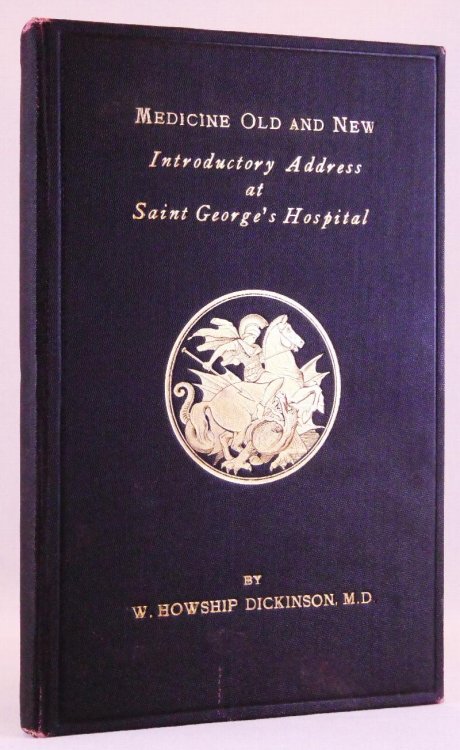 MEDICINE OLD AND NEW
Introductory Address
at
Saint George's Hospital
BY
W. HOWSHIP DICKINSON, M.D